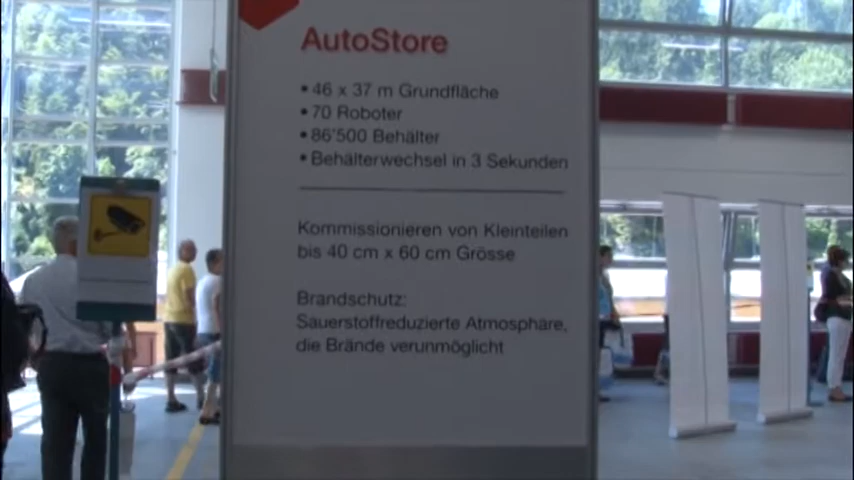 AutoStore
• 46 x 37 m Grundfläche
• 70 Roboter
• 86'500 Behälter
• Behälterwechsel in 3 Sekunden
Kommissionieren von Kleinteilen
bis 40 cm x 60 cm Grösse
Brandschutz:
Sauerstoffreduzierte Atmosphäre,
die Brände verunmöglicht